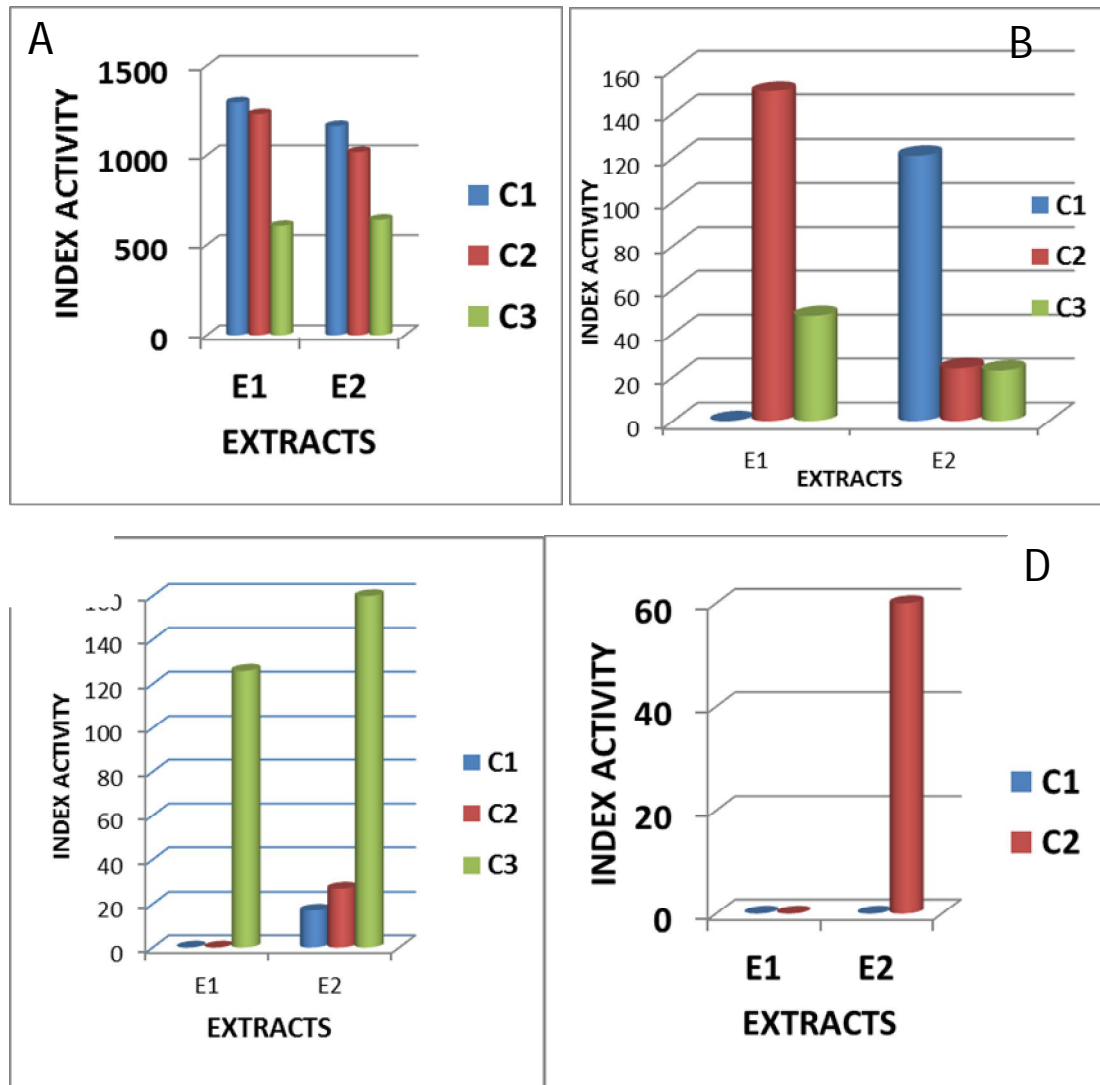 A
1500
1000
500
0
INDEX ACTIVITY
E1 E2
EXTRACTS
C1
C2
C3
B
160
140
120
100
80
60
40
20
0
INDEX ACTIVITY
E1 E2
EXTRACTS
C1
C2
C3
140
120
100
80
60
40
20
0
INDEX ACTIVITY
E1 E2
EXTRACTS
C1
C2
C3
D
60
40
20
0
INDEX ACTIVITY
E1 E2
EXTRACTS
C1
C2